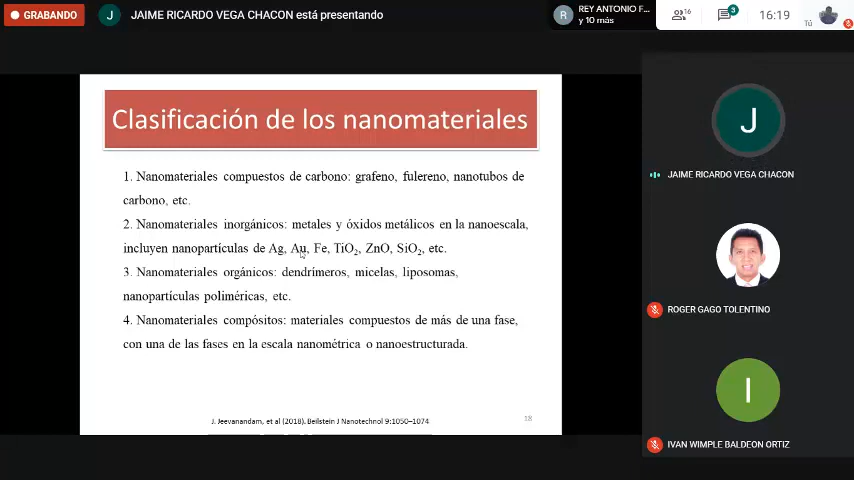 GRABANDO
J
JAIME RICARDO VEGA CHACON está presentando
R
REY ANTONIO F...
y 10 más
16
3
16:19
Tú
Clasificación de los nanomateriales
1. Nanomateriales compuestos de carbono: grafeno, fulereno, nanotubos de
carbono, etc.
2. Nanomateriales inorgánicos: metales y óxidos metálicos en la nanoescala,
incluyen nanopartículas de Ag, Au, Fe, TiO₂, ZnO, SiO₂, etc.
3. Nanomateriales orgánicos: dendrímeros, micelas, liposomas,
nanopartículas poliméricas, etc.
4. Nanomateriales compósitos: materiales compuestos de más de una fase,
con una de las fases en la escala nanométrica o nanoestructurada.
J. Jeevanandam, et al (2018). Beilstein J Nanotechnol 9:1050–1074
18
J
JAIME RICARDO VEGA CHACON
ROGER GAGO TOLENTINO
I
IVAN WIMPLE BALDEON ORTIZ